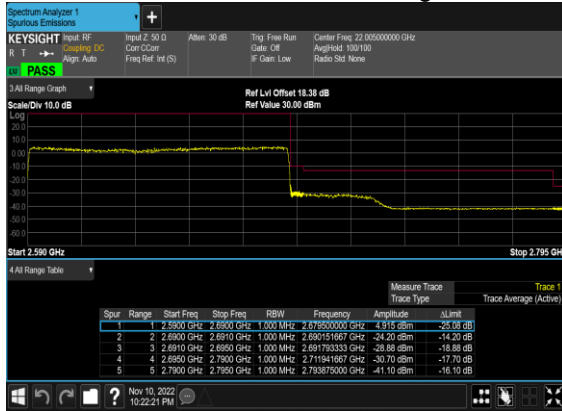 Spectrum Analyzer 1
Spurious Emissions
KEYSIGHT Input: RF Input Z: 50 Ω Atten: 30 dB Trig: Free Run Center Freq: 22.005000000 GHz
R T Coupling: DC Corr CCorr Gate: Off Avg|Hold: 100/100
Align: Auto Freq Ref: Int (S) IF Gain: Low Radio Std: None
PASS
3 All Range Graph
Ref Lvl Offset 18.38 dB
Scale/Div 10.0 dB Ref Value 30.00 dBm
Log
20.0
10.0
0.00
-10.0
-20.0
-30.0
-40.0
-50.0
-60.0
Start 2.590 GHz Stop 2.795 GH
4 All Range Table
Measure Trace Trace 1
Trace Type Trace Average (Active)
Spur Range Start Freq Stop Freq RBW Frequency Amplitude ΔLimit
1 1 2.5900 GHz 2.6900 GHz 1.000 MHz 2.679500000 GHz 4.915 dBm -25.08 dB
2 2 2.6900 GHz 2.6910 GHz 1.000 MHz 2.690151667 GHz -24.20 dBm -14.20 dB
3 3 2.6910 GHz 2.6950 GHz 1.000 MHz 2.691793333 GHz -28.88 dBm -18.88 dB
4 4 2.6950 GHz 2.7900 GHz 1.000 MHz 2.711941667 GHz -30.70 dBm -17.70 dB
5 5 2.7900 GHz 2.7950 GHz 1.000 MHz 2.793875000 GHz -41.10 dBm -16.10 dB
Nov 10, 2022
10:22:21 PM